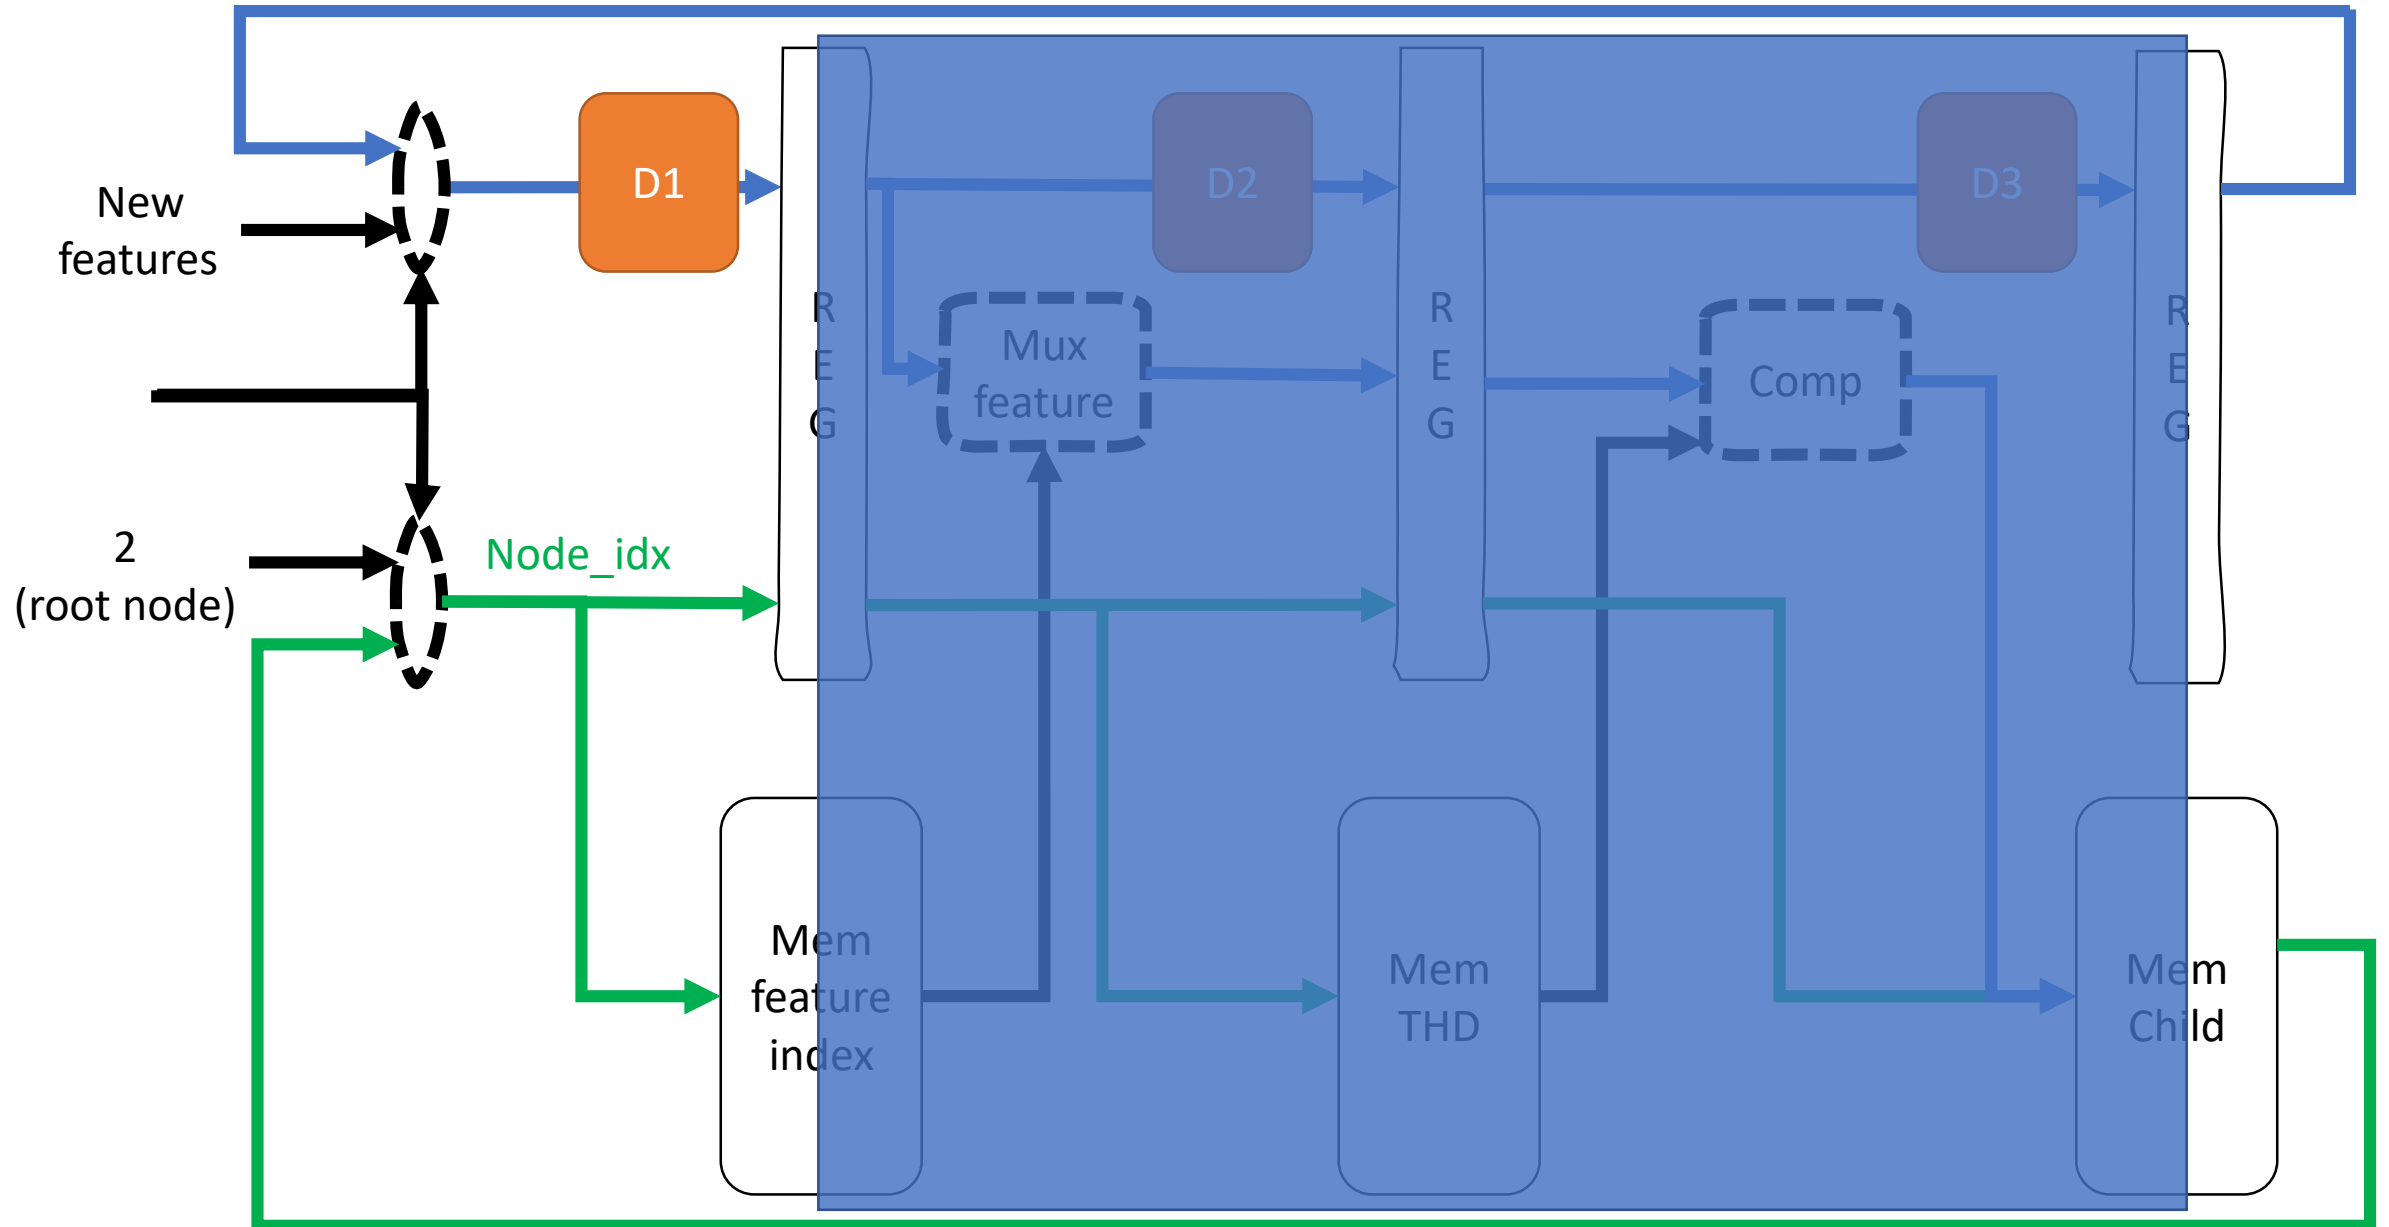 D1
D2
D3
New
features
R
E
G
Mux
feature
R
E
G
Comp
R
E
G
2
(root node)
Node_idx
Mem
feature
index
Mem
THD
Mem
Child